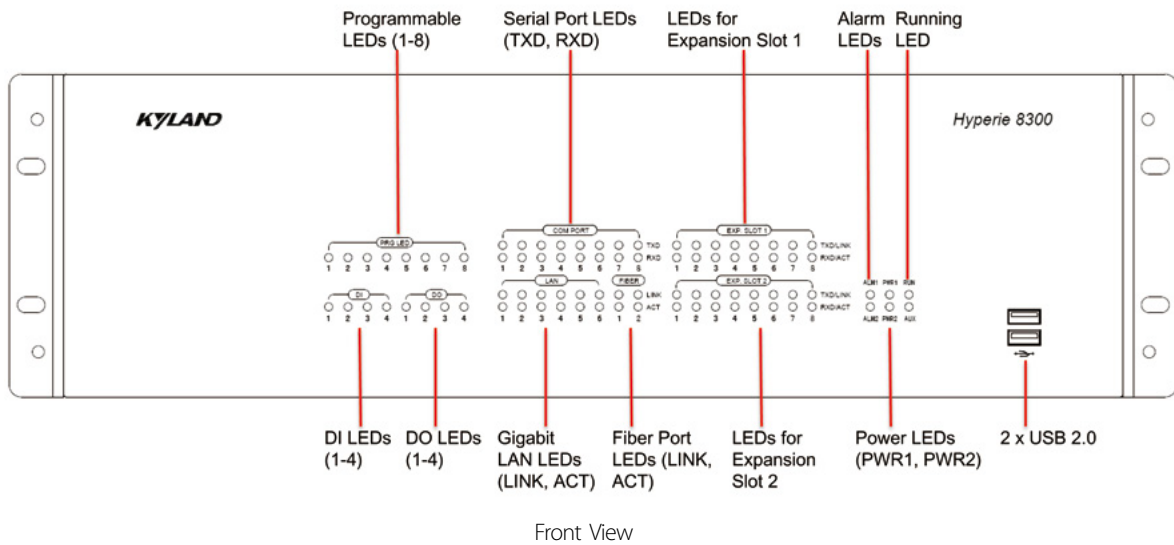 Programmable
LEDs (1-8)
Serial Port LEDs
(TXD, RXD)
LEDs for
Expansion Slot 1
Alarm
LEDs
Running
LED
KYLAND
Hyperie 8300
PRG LED
1 2 3 4 5 6 7 8
COM PORT
TXD
RXD
1 2 3 4 5 6 7 8
EXP. SLOT 1
TXD/LINK
RXD/ACT
1 2 3 4 5 6 7 8
DI
1 2 3 4
DO
1 2 3 4
LAN
1 2 3 4 5 6
FIBER
LINK
ACT
1 2
EXP. SLOT 2
TXD/LINK
RXD/ACT
1 2 3 4 5 6 7 8
ALM1 PWR1 RUN
ALM2 PWR2 AUX
DI LEDs
(1-4)
DO LEDs
(1-4)
Gigabit
LAN LEDs
(LINK, ACT)
Fiber Port
LEDs (LINK,
ACT)
LEDs for
Expansion
Slot 2
Power LEDs
(PWR1, PWR2)
2 x USB 2.0
Front View